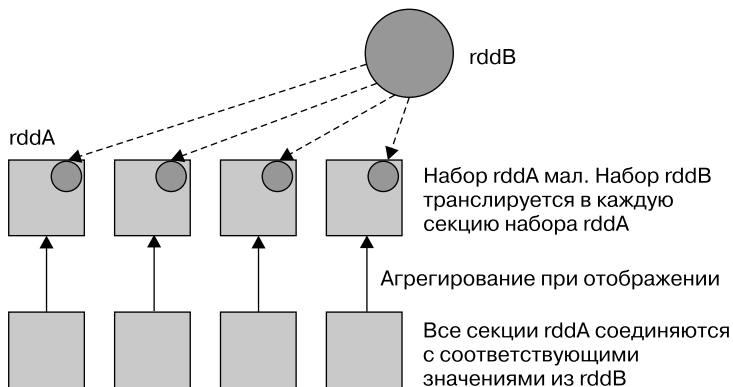 rddB
rddA
Набор rddA мал. Набор rddB
транслируется в каждую
секцию набора rddA
Агрегирование при отображении
Все секции rddA соединяются
с соответствующими
значениями из rddB